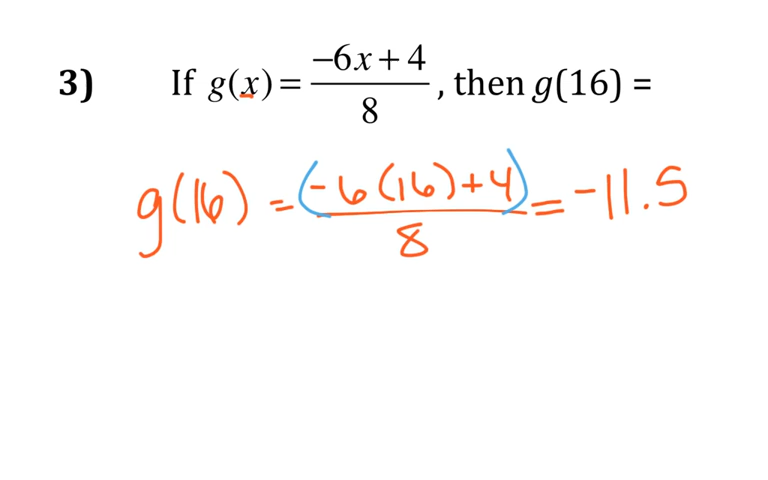 3) If g(x) = (-6x + 4)/8, then g(16) =
g(16) = (-6(16)+4)/8 = -11.5